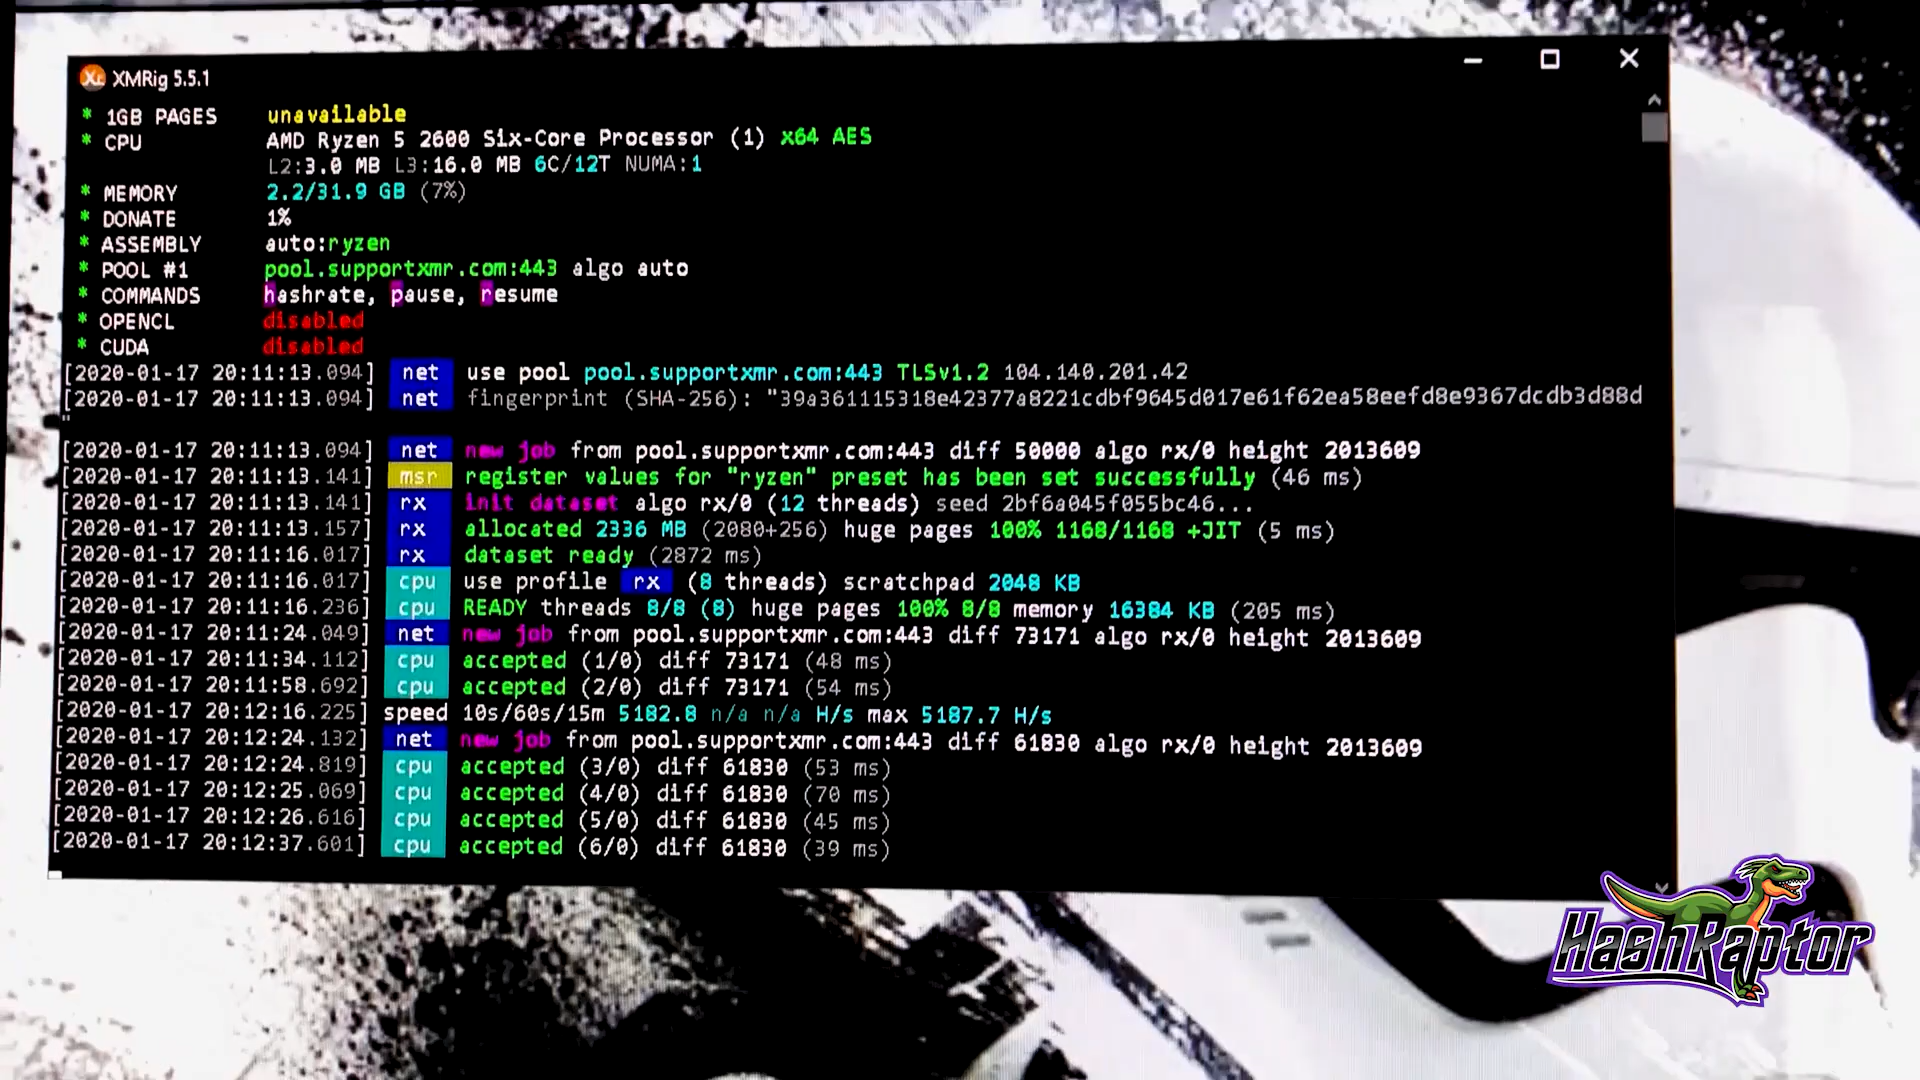 XMRig 5.5.1
* 1GB PAGES unavailable
* CPU AMD Ryzen 5 2600 Six-Core Processor (1) x64 AES
L2:3.0 MB L3:16.0 MB 6C/12T NUMA:1
* MEMORY 2.2/31.9 GB (7%)
* DONATE 1%
* ASSEMBLY auto:ryzen
* POOL #1 pool.supportxmr.com:443 algo auto
* COMMANDS hashrate, pause, resume
* OPENCL disabled
* CUDA disabled
[2020-01-17 20:11:13.094] net use pool pool.supportxmr.com:443 TLSv1.2 104.140.201.42
[2020-01-17 20:11:13.094] net fingerprint (SHA-256): "39a361115318e42377a8221cdbf9645d017e61f62ea58eefd8e9367dcdb3d88d
"
[2020-01-17 20:11:13.094] net new job from pool.supportxmr.com:443 diff 50000 algo rx/0 height 2013609
[2020-01-17 20:11:13.141] msr register values for "ryzen" preset has been set successfully (46 ms)
[2020-01-17 20:11:13.141] rx init dataset algo rx/0 (12 threads) seed 2bf6a045f055bc46...
[2020-01-17 20:11:13.157] rx allocated 2336 MB (2080+256) huge pages 100% 1168/1168 +JIT (5 ms)
[2020-01-17 20:11:16.017] rx dataset ready (2872 ms)
[2020-01-17 20:11:16.017] cpu use profile rx (8 threads) scratchpad 2048 KB
[2020-01-17 20:11:16.236] cpu READY threads 8/8 (8) huge pages 100% 8/8 memory 16384 KB (205 ms)
[2020-01-17 20:11:24.049] net new job from pool.supportxmr.com:443 diff 73171 algo rx/0 height 2013609
[2020-01-17 20:11:34.112] cpu accepted (1/0) diff 73171 (48 ms)
[2020-01-17 20:11:58.692] cpu accepted (2/0) diff 73171 (54 ms)
[2020-01-17 20:12:16.225] speed 10s/60s/15m 5182.8 n/a n/a H/s max 5187.7 H/s
[2020-01-17 20:12:24.132] net new job from pool.supportxmr.com:443 diff 61830 algo rx/0 height 2013609
[2020-01-17 20:12:24.819] cpu accepted (3/0) diff 61830 (53 ms)
[2020-01-17 20:12:25.069] cpu accepted (4/0) diff 61830 (70 ms)
[2020-01-17 20:12:26.616] cpu accepted (5/0) diff 61830 (45 ms)
[2020-01-17 20:12:37.601] cpu accepted (6/0) diff 61830 (39 ms)
HashRaptor